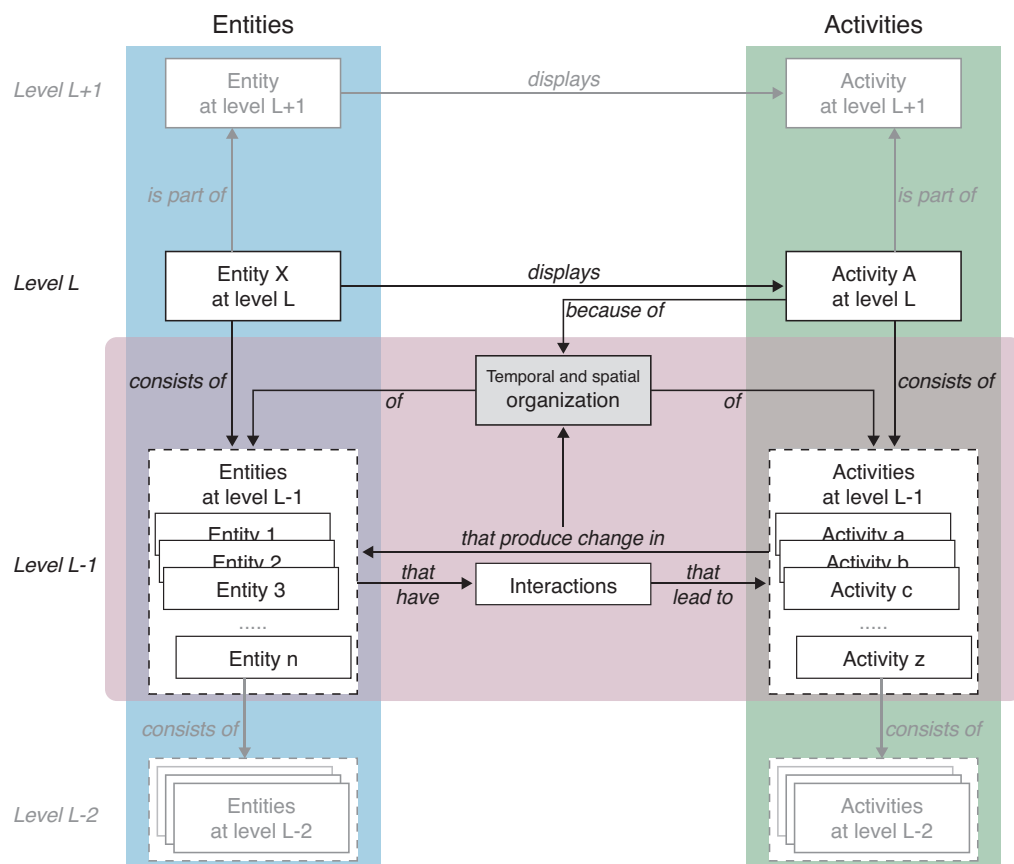 Entities
Activities
Level L+1
Entity
at level L+1
displays
Activity
at level L+1
is part of
is part of
Level L
Entity X
at level L
displays
Activity A
at level L
because of
consists of
Temporal and spatial
organization
consists of
of
of
Entities
at level L-1
Activities
at level L-1
Entity 1
that produce change in
Activity a
Level L-1
Entity 2
Activity b
Entity 3
that
have
Interactions
that
lead to
Activity c
.....
.....
Entity n
Activity z
consists of
consists of
Level L-2
Entities
at level L-2
Activities
at level L-2